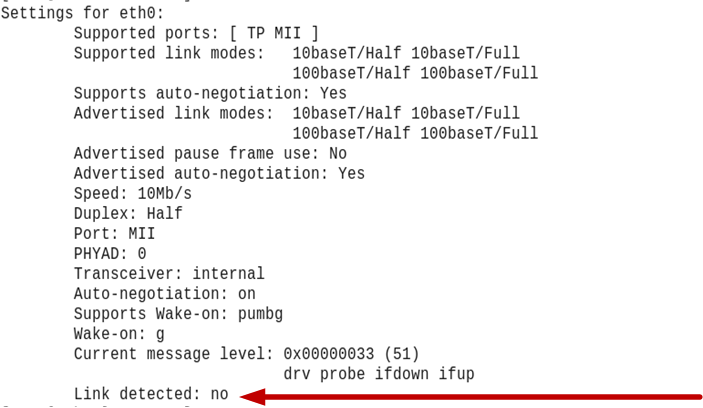 Settings for eth0:
Supported ports: [ TP MII ]
Supported link modes: 10baseT/Half 10baseT/Full
100baseT/Half 100baseT/Full
Supports auto-negotiation: Yes
Advertised link modes: 10baseT/Half 10baseT/Full
100baseT/Half 100baseT/Full
Advertised pause frame use: No
Advertised auto-negotiation: Yes
Speed: 10Mb/s
Duplex: Half
Port: MII
PHYAD: 0
Transceiver: internal
Auto-negotiation: on
Supports Wake-on: pumbg
Wake-on: g
Current message level: 0x00000033 (51)
drv probe ifdown ifup
Link detected: no